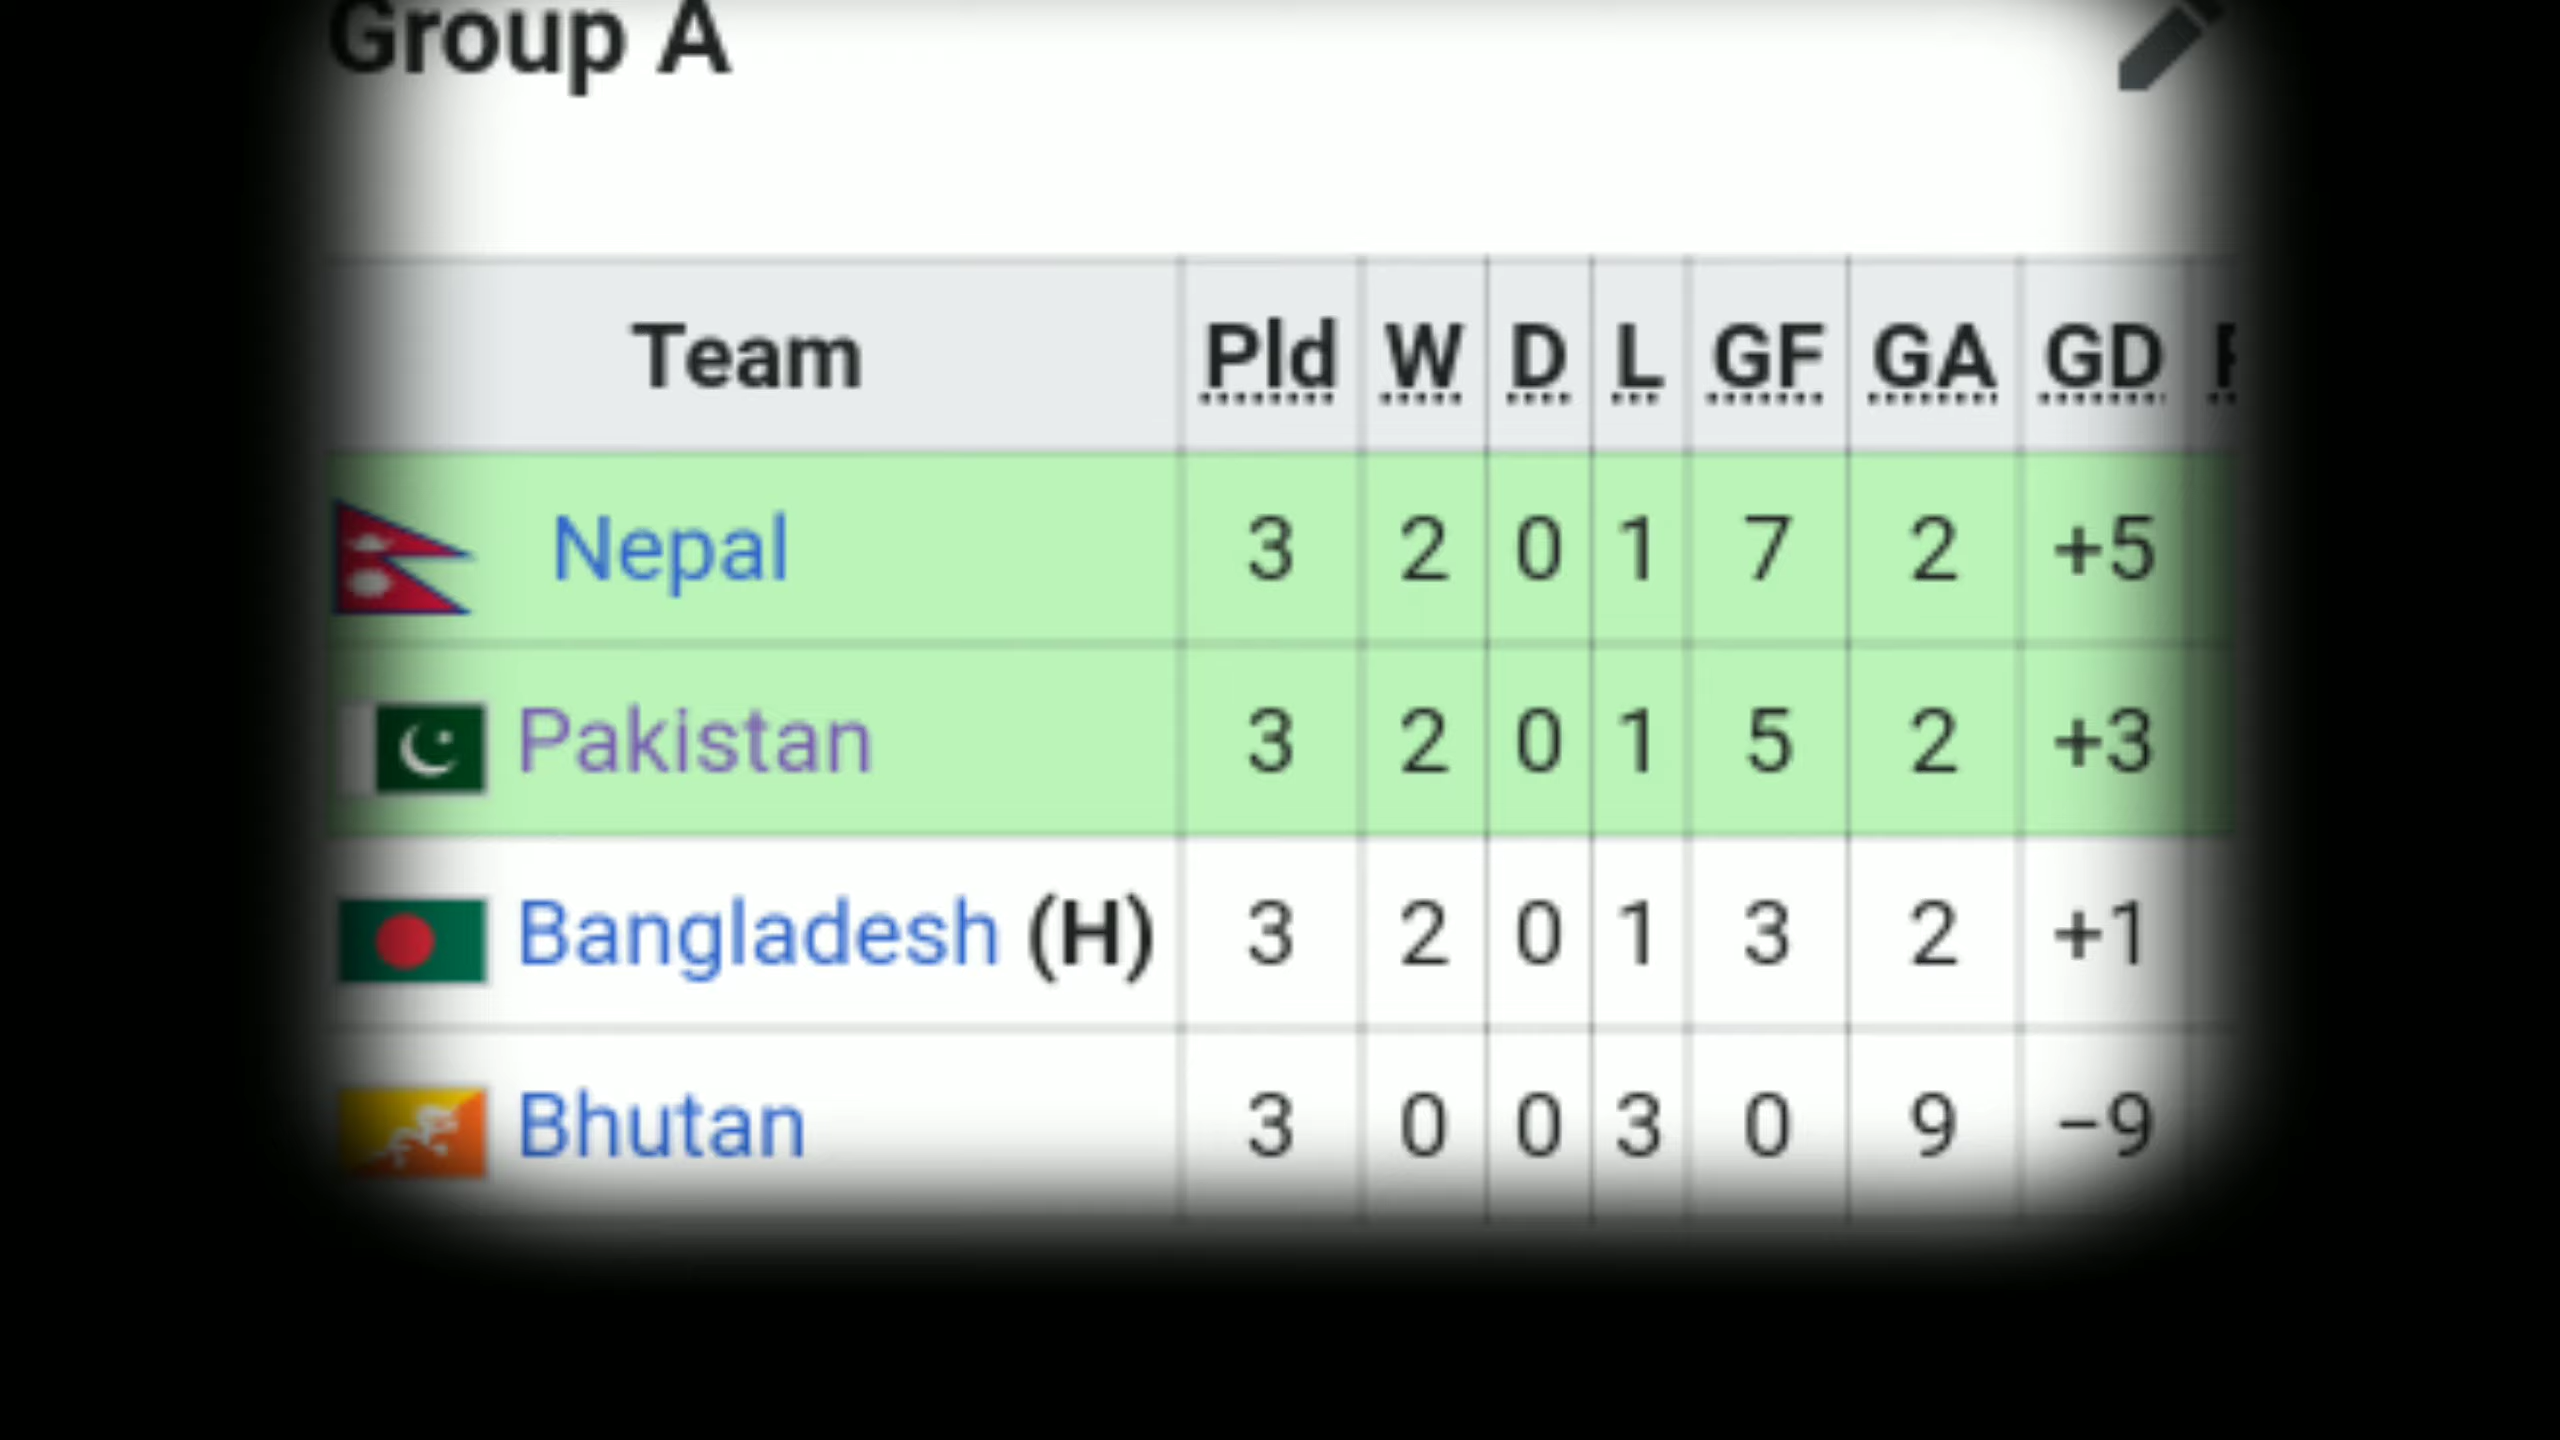 Group A
Team Pld W D L GF GA GD
Nepal 3 2 0 1 7 2 +5
Pakistan 3 2 0 1 5 2 +3
Bangladesh (H) 3 2 0 1 3 2 +1
Bhutan 3 0 0 3 0 9 −9